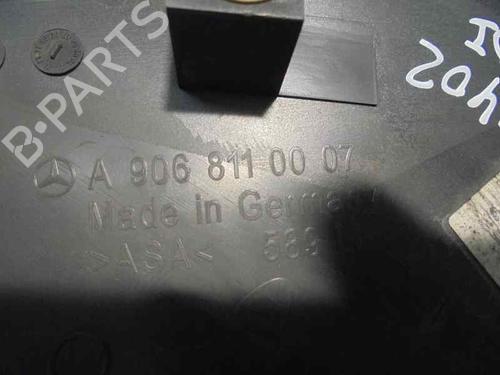 B-PARTS
A 906 811 00 07
Made in Germany
>ASA<